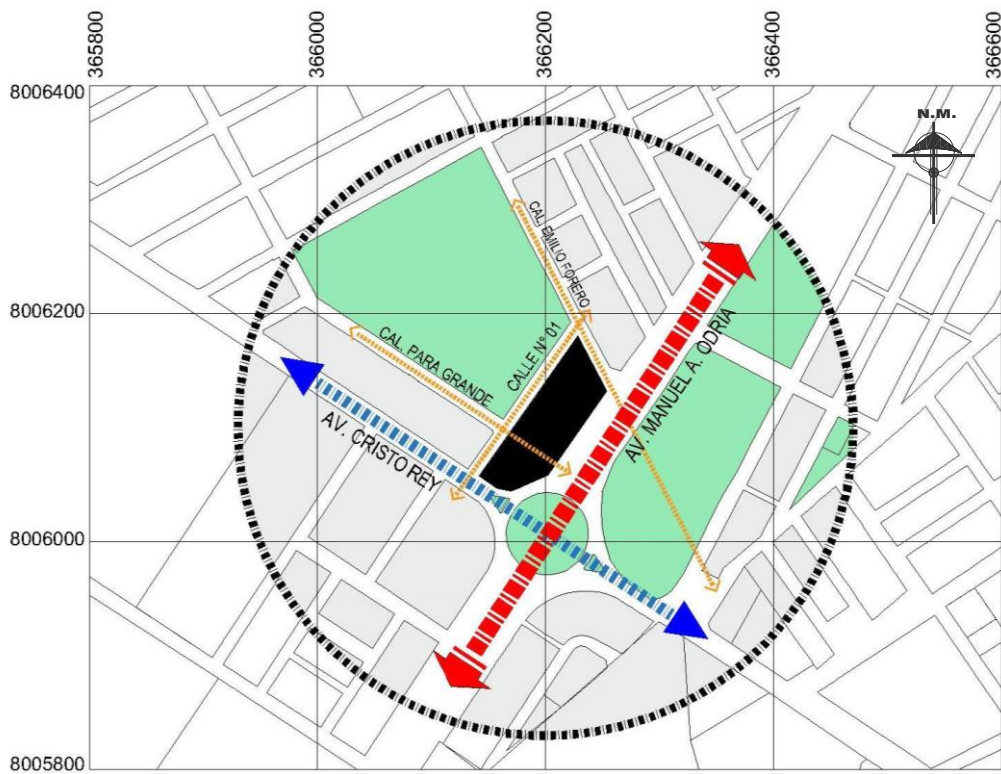 365800
366000
366200
366400
366600
8006400
N.M.
CAL. EMILIO FORERO
8006200
CAL. PARA GRANDE
CALLE Nº 01
AV. MANUEL A. ODRIA
AV. CRISTO REY
8006000
8005800